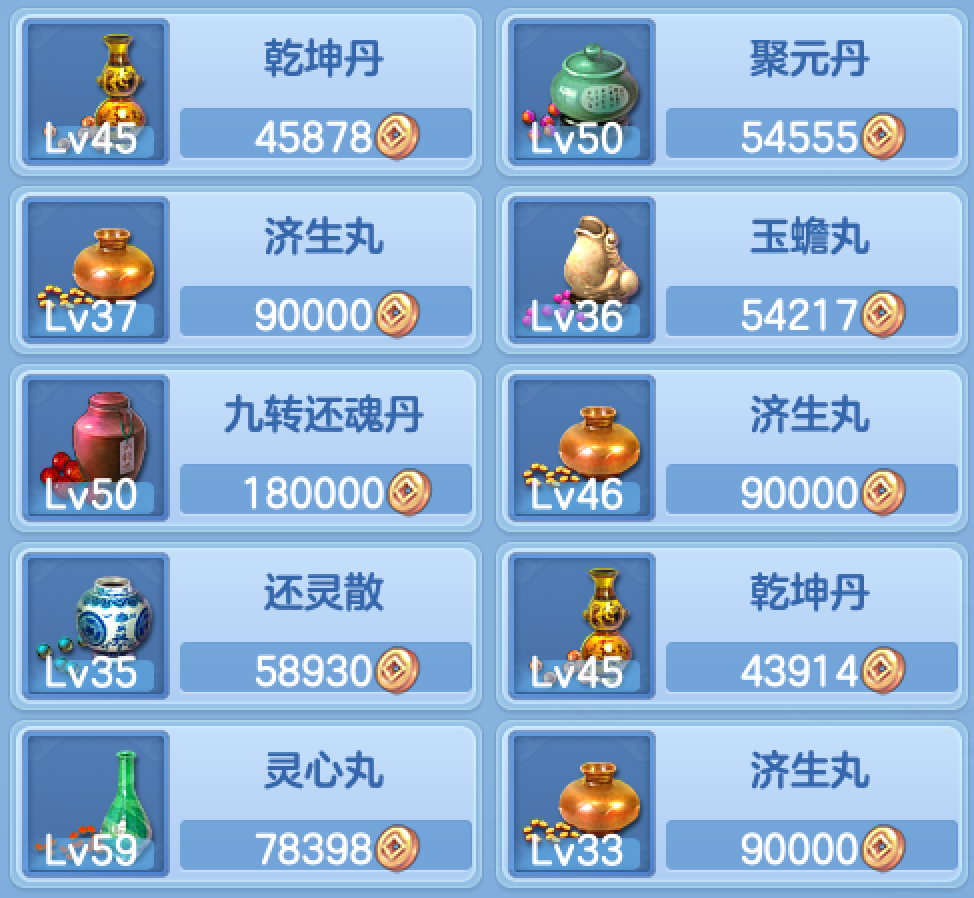 乾坤丹
Lv45
45878
聚元丹
Lv50
54555
济生丸
Lv37
90000
玉蟾丸
Lv36
54217
九转还魂丹
Lv50
180000
济生丸
Lv46
90000
还灵散
Lv35
58930
乾坤丹
Lv45
43914
灵心丸
Lv59
78398
济生丸
Lv33
90000